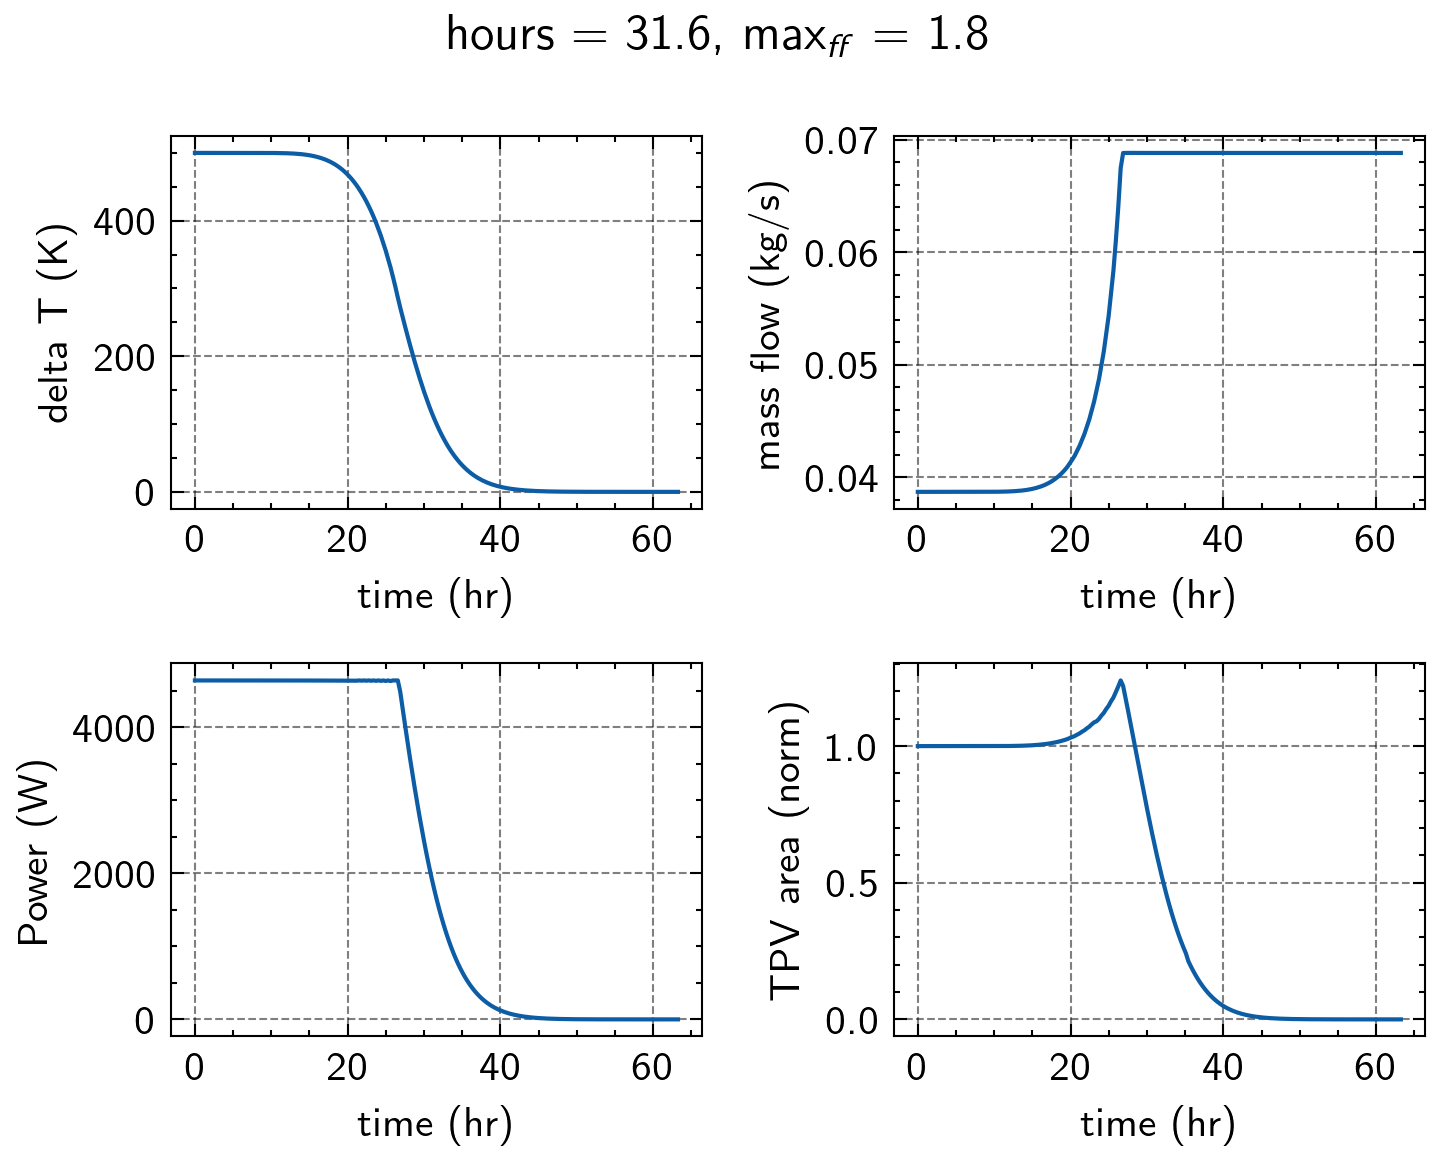 hours = 31.6, max_ff = 1.8
delta T (K)
400
200
0
0 20 40 60
time (hr)
mass flow (kg/s)
0.07
0.06
0.05
0.04
0 20 40 60
time (hr)
Power (W)
4000
2000
0
0 20 40 60
time (hr)
TPV area (norm)
1.0
0.5
0.0
0 20 40 60
time (hr)